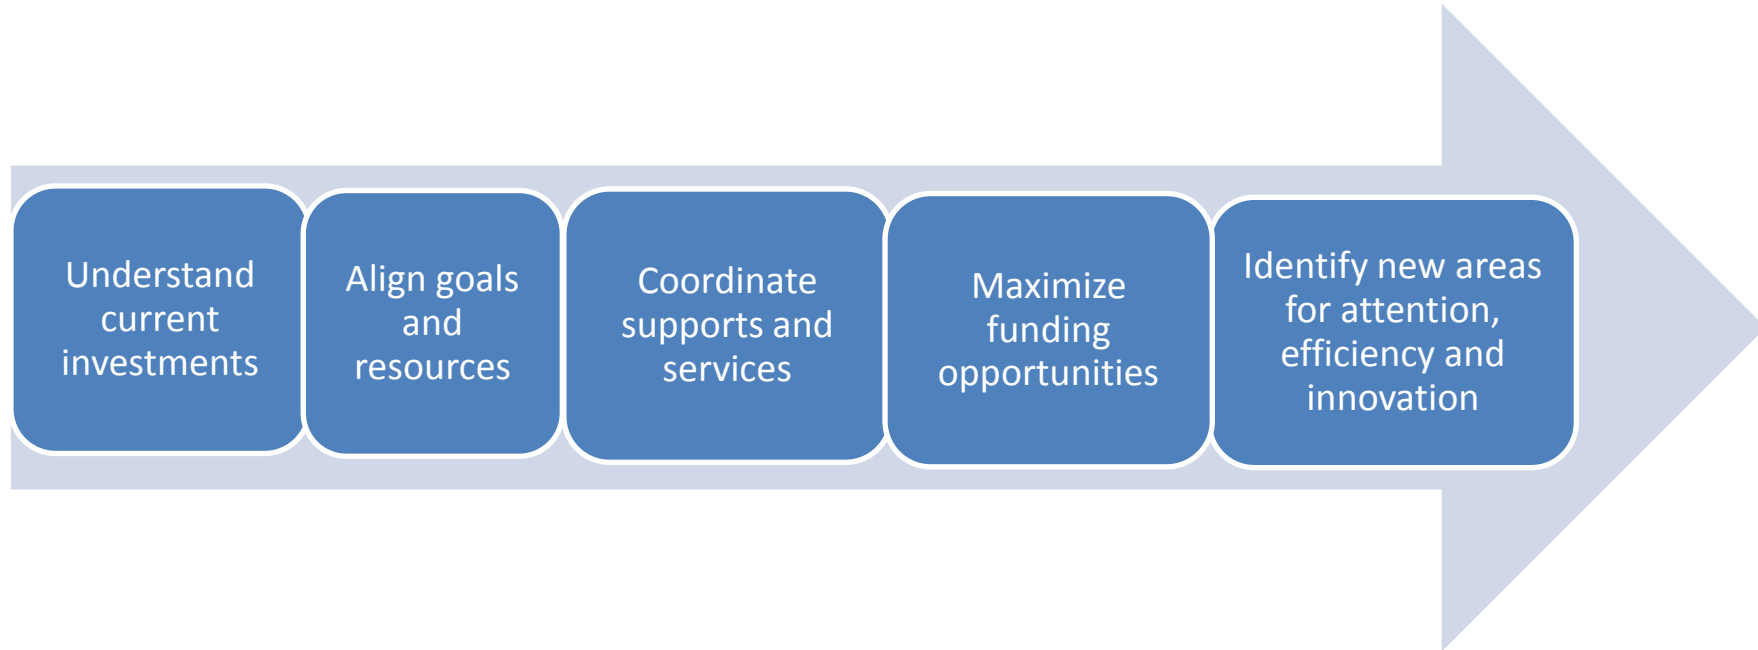 Understand
current
investments
Align goals
and
resources
Coordinate
supports and
services
Maximize
funding
opportunities
Identify new areas
for attention,
efficiency and
innovation